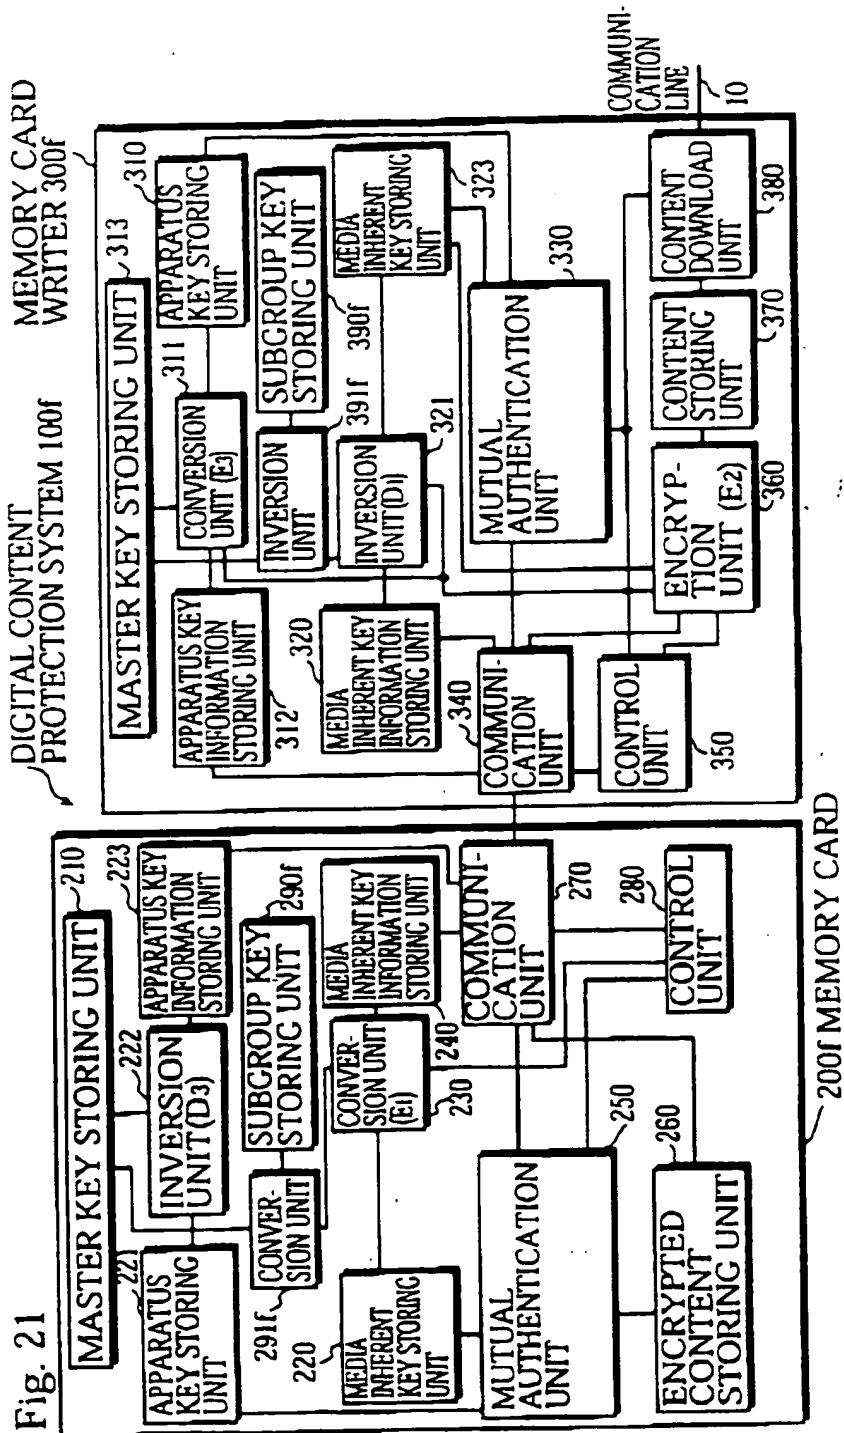 Fig. 21
DIGITAL CONTENT
PROTECTION SYSTEM 100f
MASTER KEY STORING UNIT
210
APPARATUS
KEY STORING
UNIT
221
INVERSION
UNIT(D3)
222
APPARATUS KEY
INFORMATION
STORING UNIT
223
CONVER-
SION UNIT
291f
SUBGROUP KEY
STORING UNIT
290f
MEDIA
INHERENT
KEY STORING
UNIT
220
CONVER-
SION UNIT
(E1)
230
MEDIA
INHERENT KEY
INFORMATION
STORING UNIT
240
MUTUAL
AUTHENTICATION
UNIT
250
COMMUNI-
CATION
UNIT
270
ENCRYPTED
CONTENT
STORING UNIT
260
CONTROL
UNIT
280
200f MEMORY CARD
MEMORY CARD
WRITER 300f
MASTER KEY STORING UNIT
313
APPARATUS KEY
INFORMATION
STORING UNIT
312
CONVERSION
UNIT (E3)
311
APPARATUS
KEY STORING
UNIT
310
INVERSION
UNIT
391f
SUBGROUP KEY
STORING UNIT
390f
MEDIA
INHERENT KEY
INFORMATION
STORING UNIT
320
INVERSION
UNIT(D1)
321
MEDIA
INHERENT
KEY STORING
UNIT
323
COMMUNI-
CATION
UNIT
340
MUTUAL
AUTHENTICATION
UNIT
330
CONTROL
UNIT
350
ENCRYP-
TION
UNIT (E2)
360
CONTENT
STORING
UNIT
370
CONTENT
DOWNLOAD
UNIT
380
COMMUNI-
CATION
LINE
10